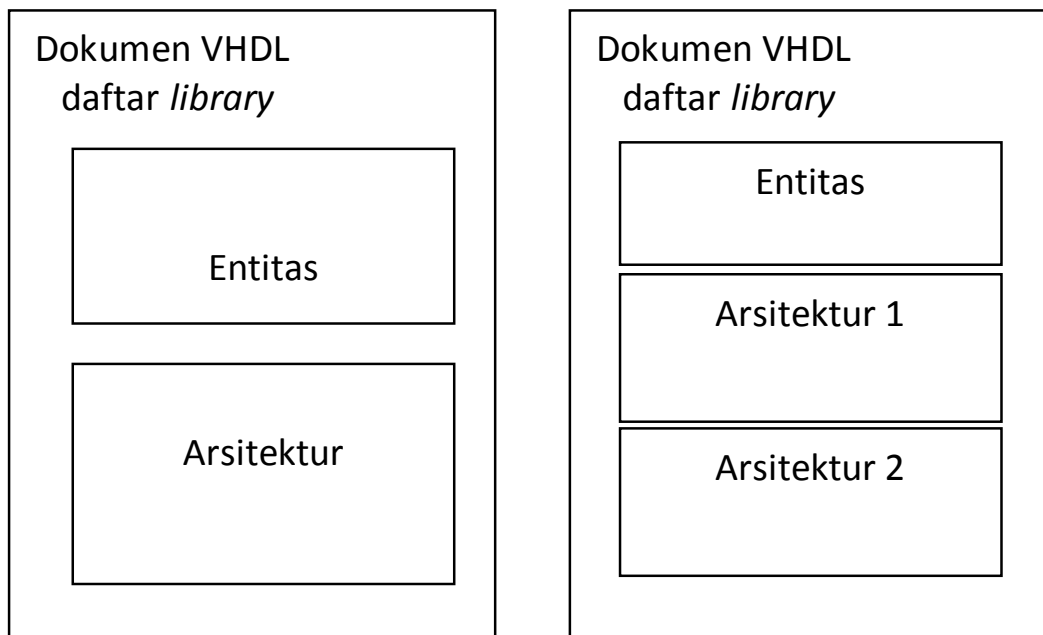 Dokumen VHDL
daftar library
Entitas
Arsitektur
Dokumen VHDL
daftar library
Entitas
Arsitektur 1
Arsitektur 2